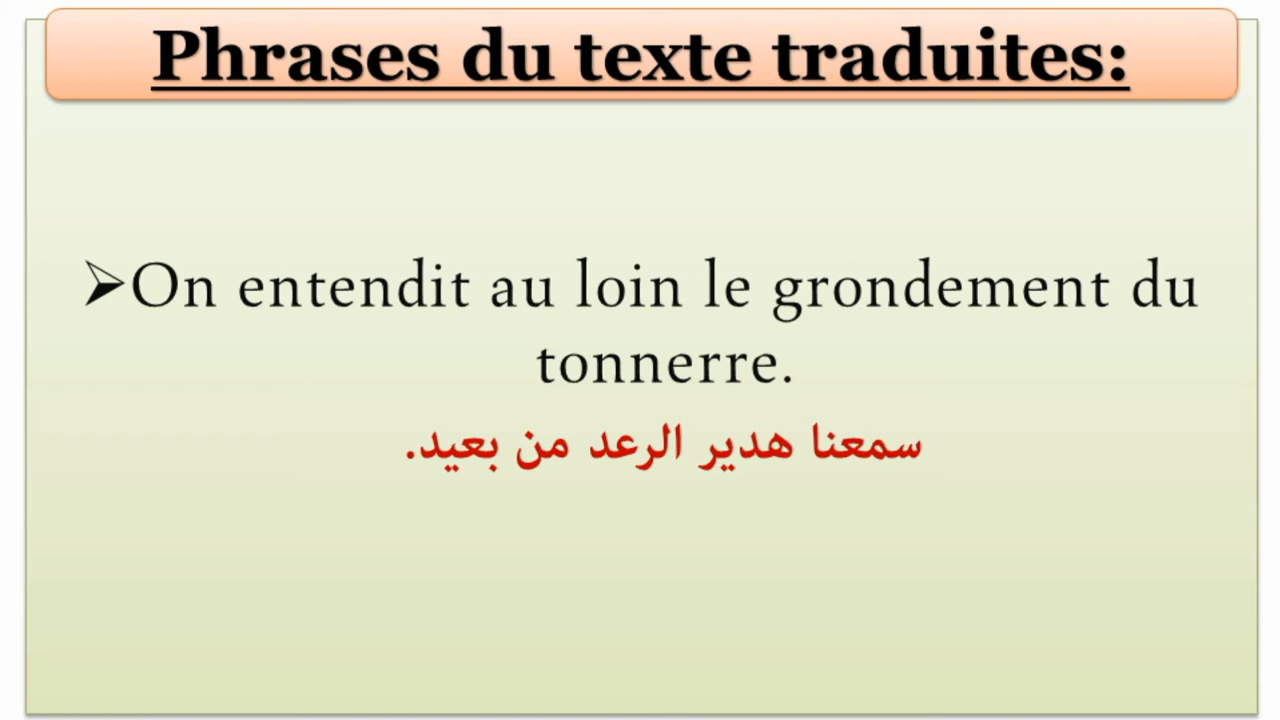 Phrases du texte traduites:
➢On entendit au loin le grondement du
tonnerre.
سمعنا هدير الرعد من بعيد.